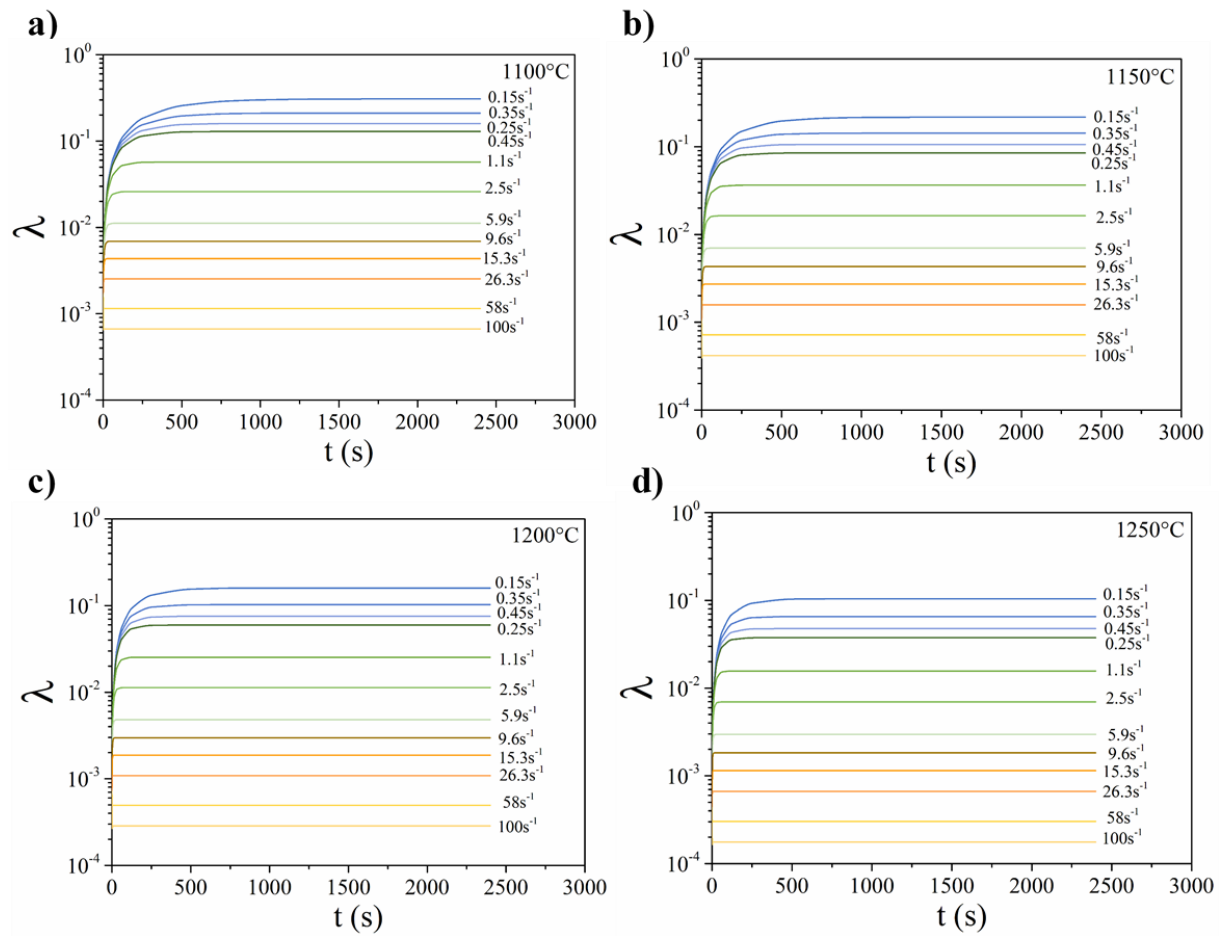 a)
1100°C
10⁰
10⁻¹
10⁻²
10⁻³
10⁻⁴
λ
0.15s⁻¹
0.35s⁻¹
0.25s⁻¹
0.45s⁻¹
1.1s⁻¹
2.5s⁻¹
5.9s⁻¹
9.6s⁻¹
15.3s⁻¹
26.3s⁻¹
58s⁻¹
100s⁻¹
0 500 1000 1500 2000 2500 3000
t (s)
b)
1150°C
10⁰
10⁻¹
10⁻²
10⁻³
10⁻⁴
λ
0.15s⁻¹
0.35s⁻¹
0.45s⁻¹
0.25s⁻¹
1.1s⁻¹
2.5s⁻¹
5.9s⁻¹
9.6s⁻¹
15.3s⁻¹
26.3s⁻¹
58s⁻¹
100s⁻¹
0 500 1000 1500 2000 2500 3000
t (s)
c)
1200°C
10⁰
10⁻¹
10⁻²
10⁻³
10⁻⁴
λ
0.15s⁻¹
0.35s⁻¹
0.45s⁻¹
0.25s⁻¹
1.1s⁻¹
2.5s⁻¹
5.9s⁻¹
9.6s⁻¹
15.3s⁻¹
26.3s⁻¹
58s⁻¹
100s⁻¹
0 500 1000 1500 2000 2500 3000
t (s)
d)
1250°C
10⁰
10⁻¹
10⁻²
10⁻³
10⁻⁴
λ
0.15s⁻¹
0.35s⁻¹
0.45s⁻¹
0.25s⁻¹
1.1s⁻¹
2.5s⁻¹
5.9s⁻¹
9.6s⁻¹
15.3s⁻¹
26.3s⁻¹
58s⁻¹
100s⁻¹
0 500 1000 1500 2000 2500 3000
t (s)